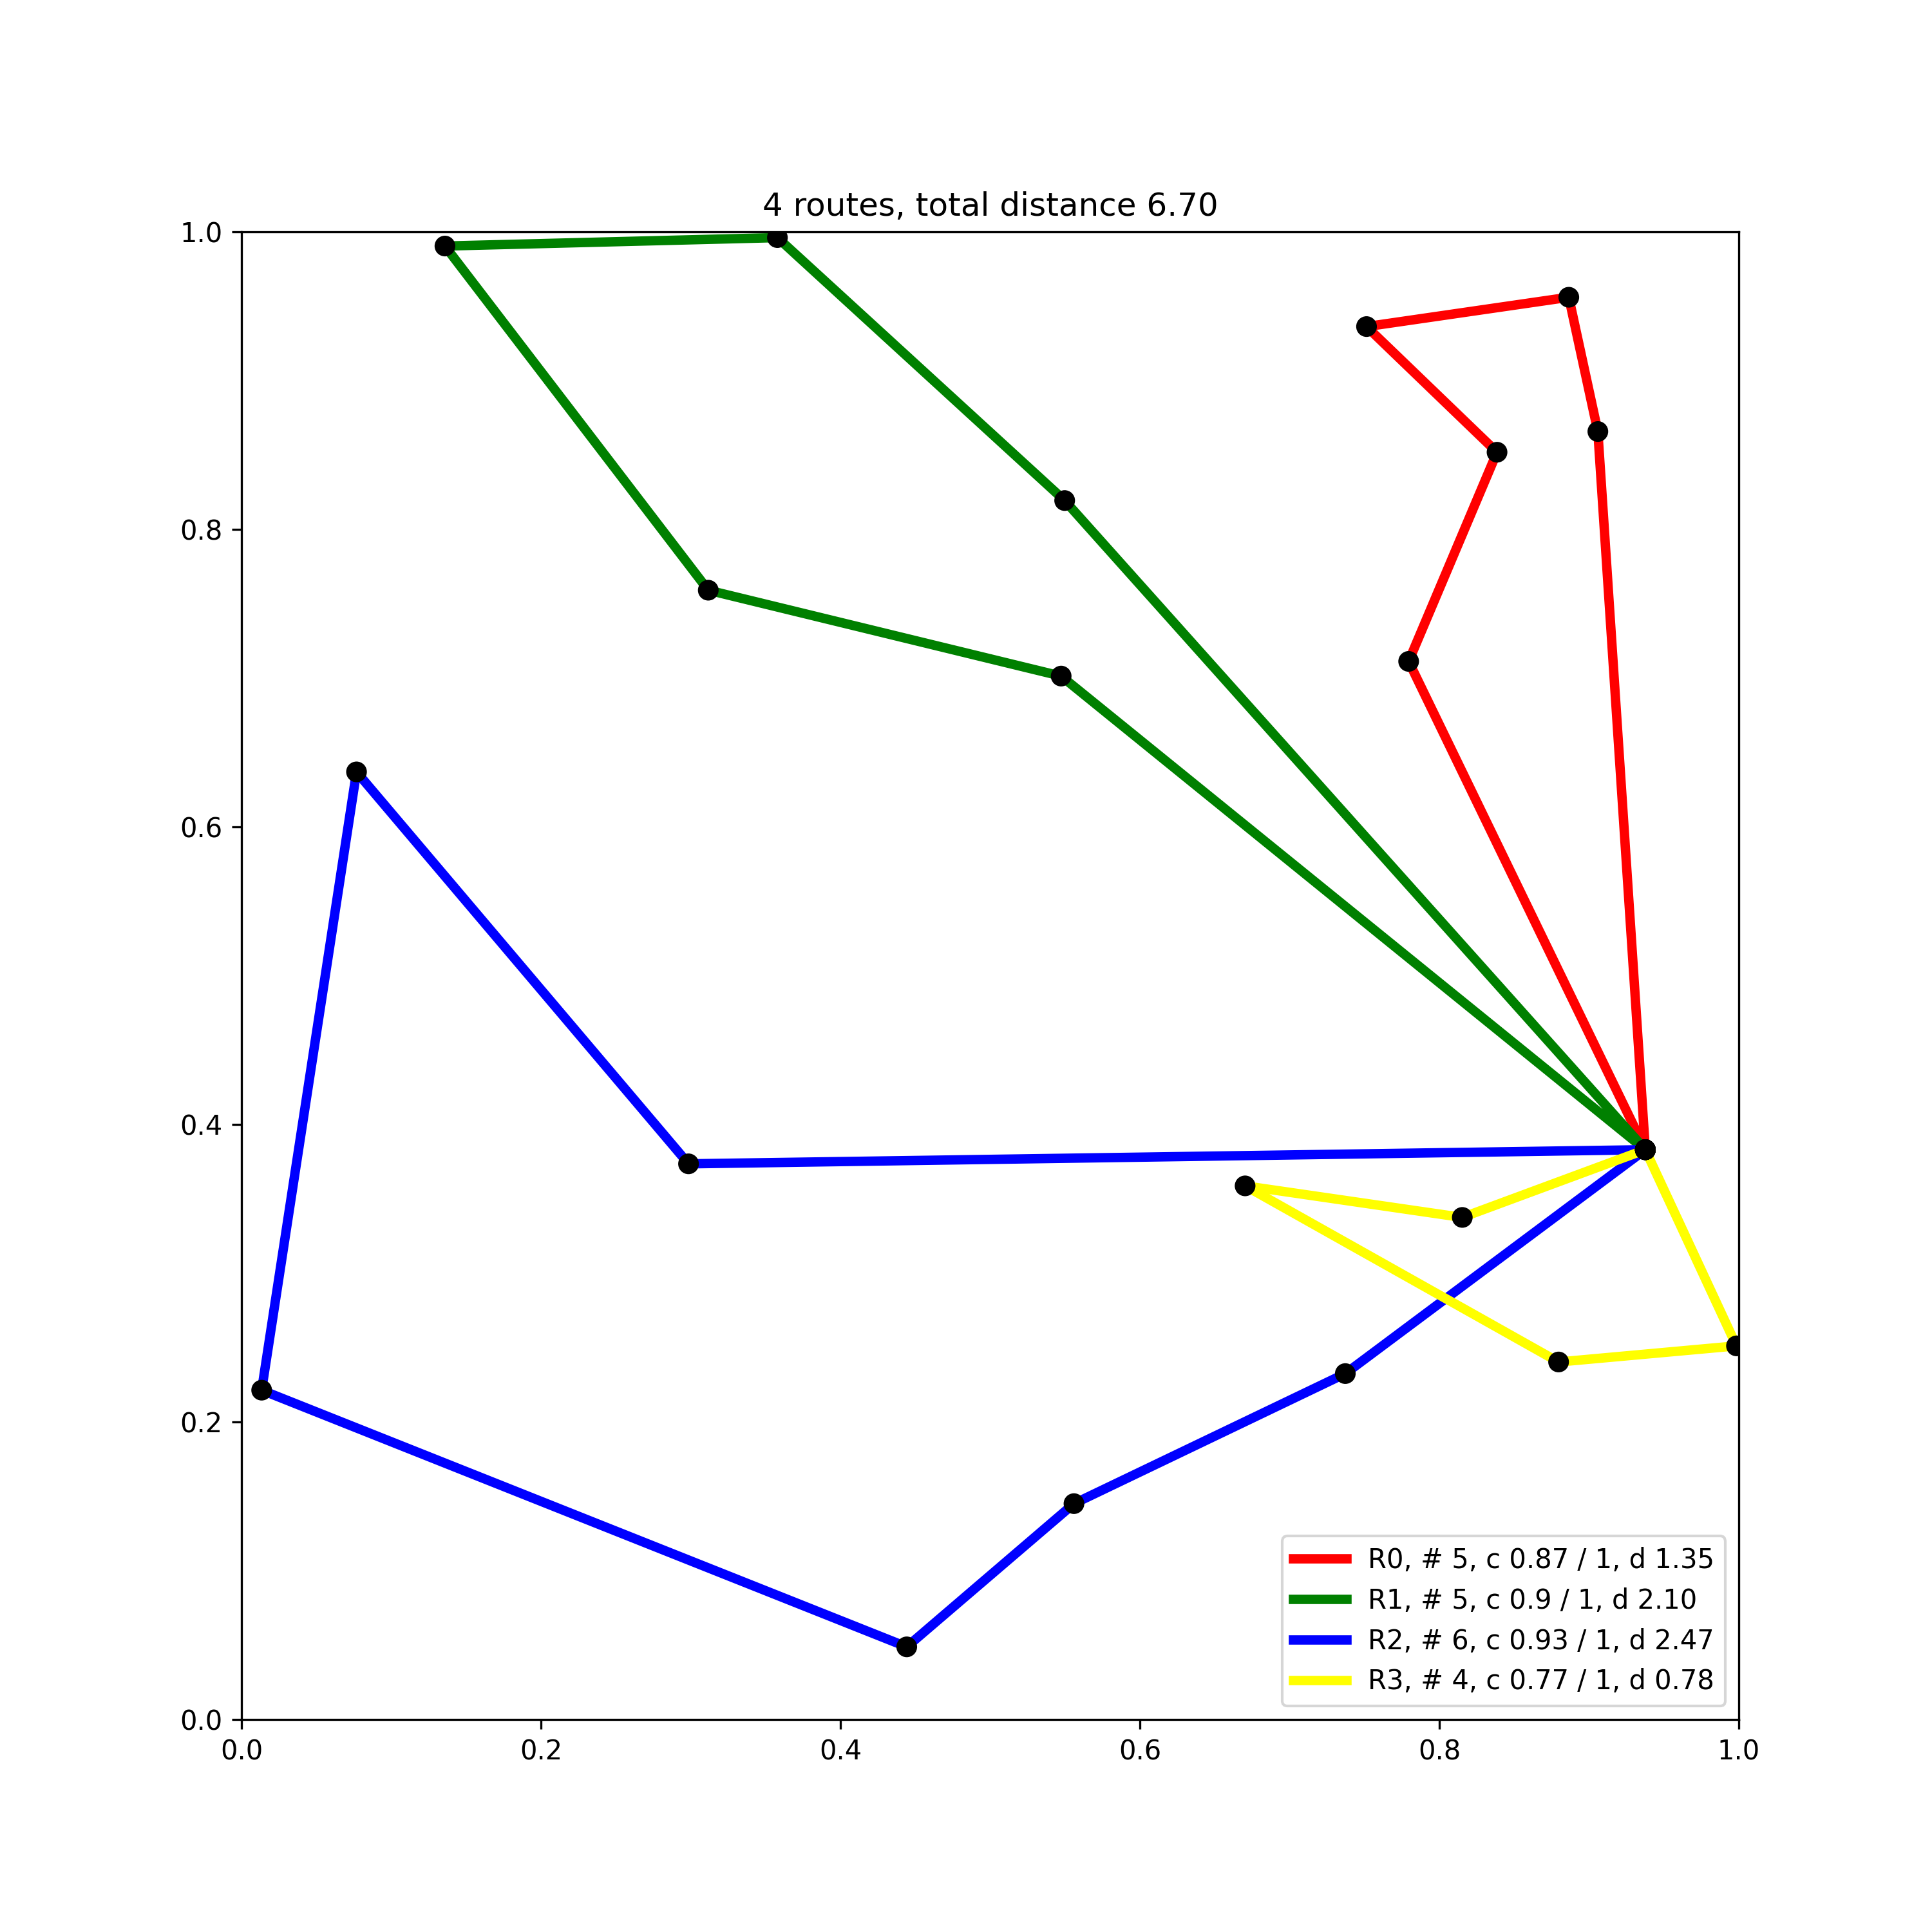 4 routes, total distance 6.70
1.0
0.8
0.6
0.4
0.2
0.0
0.0 0.2 0.4 0.6 0.8 1.0
R0, # 5, c 0.87 / 1, d 1.35
R1, # 5, c 0.9 / 1, d 2.10
R2, # 6, c 0.93 / 1, d 2.47
R3, # 4, c 0.77 / 1, d 0.78